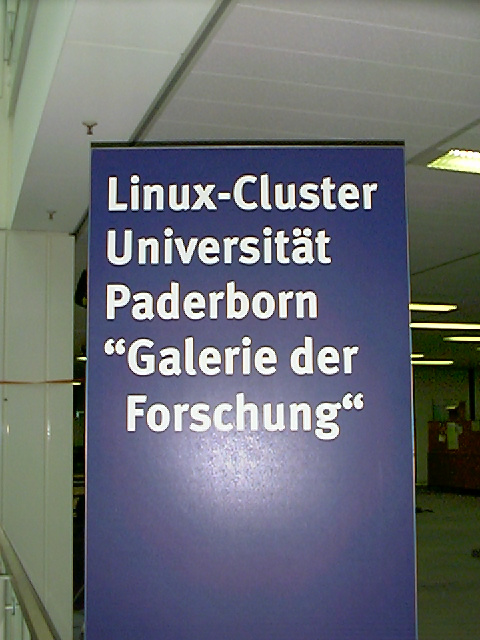 Linux-Cluster
Universität
Paderborn
“Galerie der
Forschung“